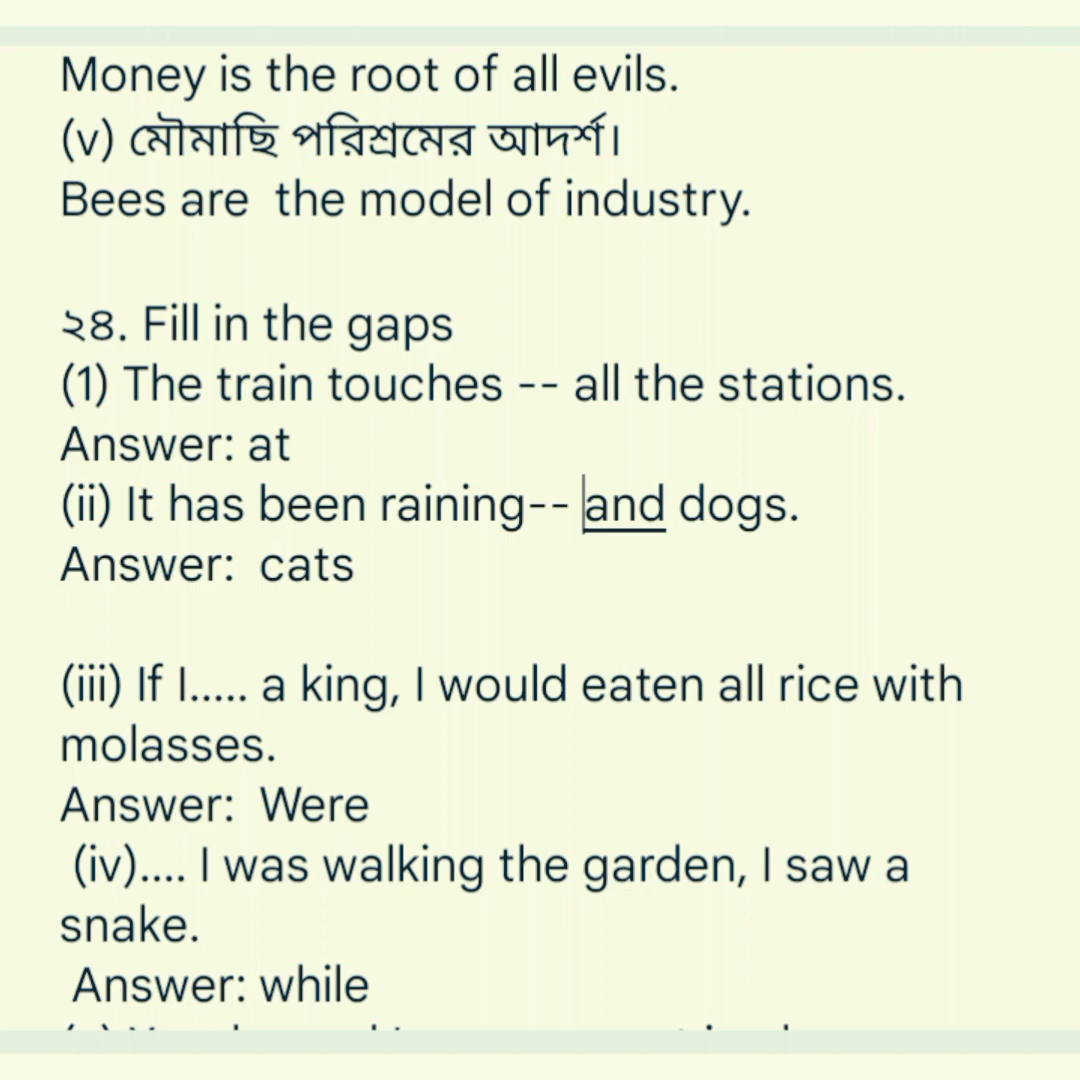 Money is the root of all evils.
(v) মৌমাছি পরিশ্রমের আদর্শ।
Bees are  the model of industry.
২৪. Fill in the gaps
(1) The train touches -- all the stations.
Answer: at
(ii) It has been raining-- and dogs.
Answer:  cats
(iii) If I..... a king, I would eaten all rice with
molasses.
Answer:  Were
(iv).... I was walking the garden, I saw a
snake.
Answer: while